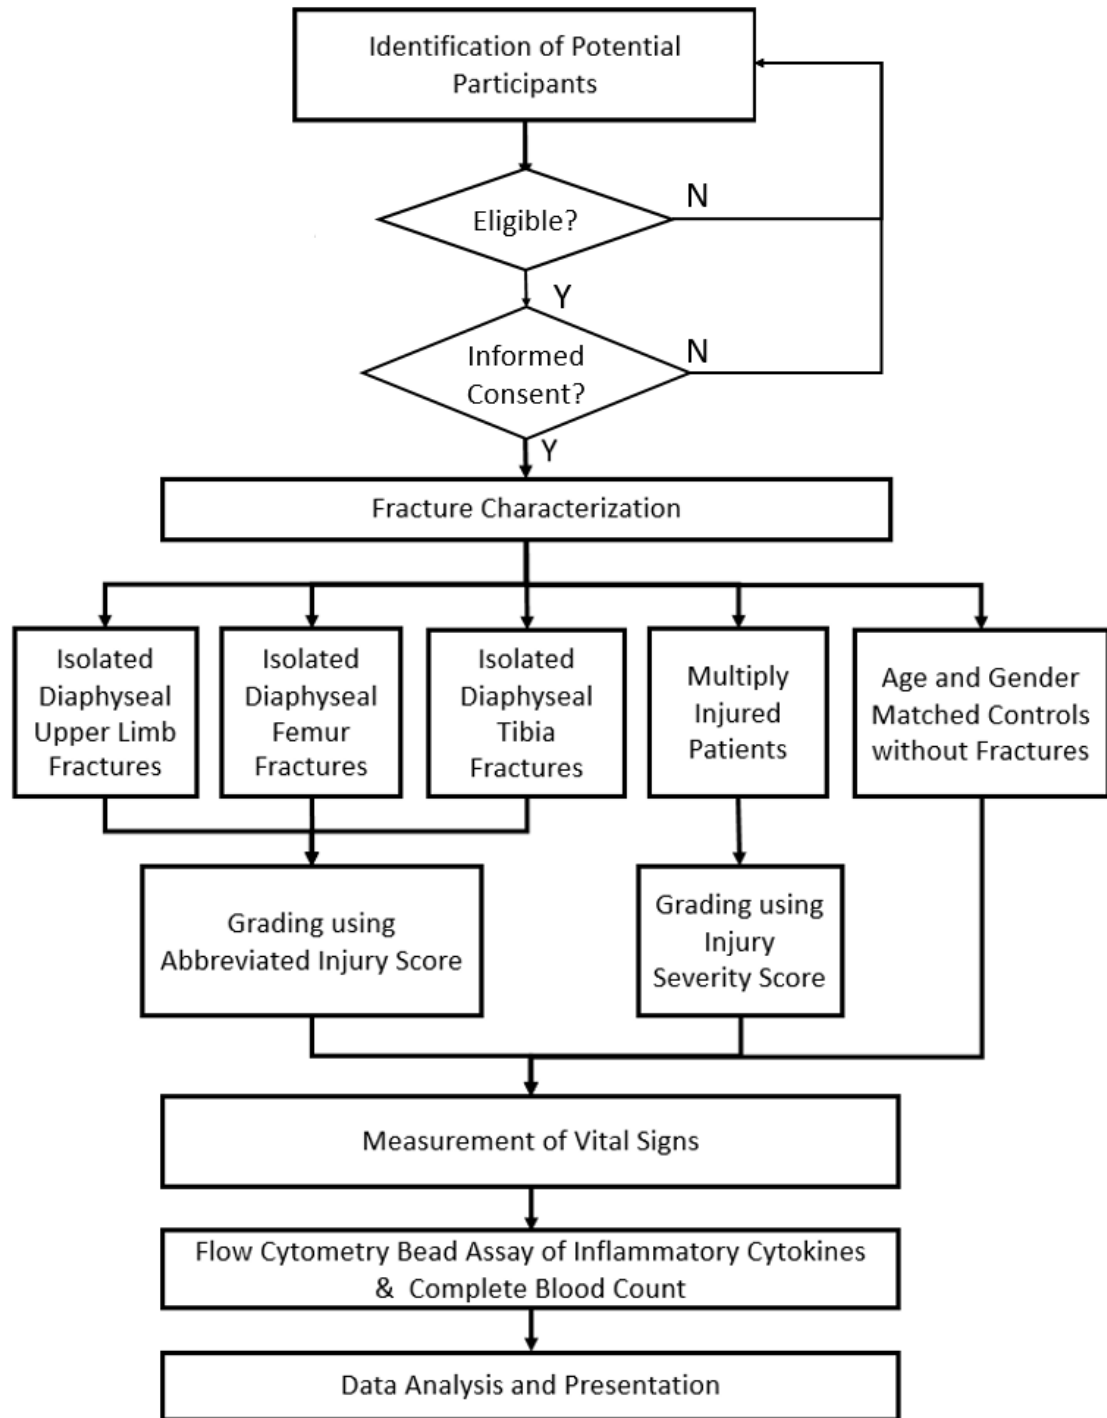 Identification of Potential
Participants
Eligible?
N
Y
Informed
Consent?
N
Y
Fracture Characterization
Isolated
Diaphyseal
Upper Limb
Fractures
Isolated
Diaphyseal
Femur
Fractures
Isolated
Diaphyseal
Tibia
Fractures
Multiply
Injured
Patients
Age and Gender
Matched Controls
without Fractures
Grading using
Abbreviated Injury Score
Grading using
Injury
Severity Score
Measurement of Vital Signs
Flow Cytometry Bead Assay of Inflammatory Cytokines
& Complete Blood Count
Data Analysis and Presentation